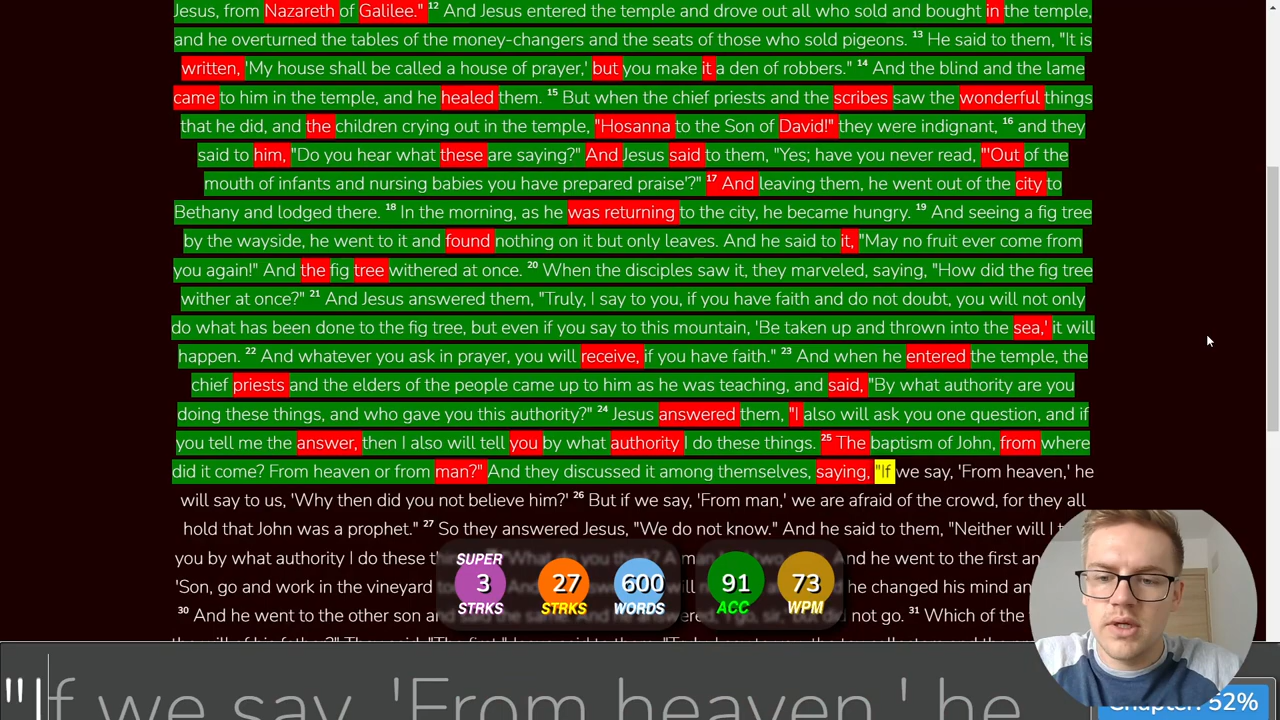 Jesus, from Nazareth of Galilee." 12 And Jesus entered the temple and drove out all who sold and bought in the temple,
and he overturned the tables of the money-changers and the seats of those who sold pigeons. 13 He said to them, "It is
written, 'My house shall be called a house of prayer,' but you make it a den of robbers." 14 And the blind and the lame
came to him in the temple, and he healed them. 15 But when the chief priests and the scribes saw the wonderful things
that he did, and the children crying out in the temple, "Hosanna to the Son of David!" they were indignant, 16 and they
said to him, "Do you hear what these are saying?" And Jesus said to them, "Yes; have you never read, "'Out of the
mouth of infants and nursing babies you have prepared praise'?" 17 And leaving them, he went out of the city to
Bethany and lodged there. 18 In the morning, as he was returning to the city, he became hungry. 19 And seeing a fig tree
by the wayside, he went to it and found nothing on it but only leaves. And he said to it, "May no fruit ever come from
you again!" And the fig tree withered at once. 20 When the disciples saw it, they marveled, saying, "How did the fig tree
wither at once?" 21 And Jesus answered them, "Truly, I say to you, if you have faith and do not doubt, you will not only
do what has been done to the fig tree, but even if you say to this mountain, 'Be taken up and thrown into the sea,' it will
happen. 22 And whatever you ask in prayer, you will receive, if you have faith." 23 And when he entered the temple, the
chief priests and the elders of the people came up to him as he was teaching, and said, "By what authority are you
doing these things, and who gave you this authority?" 24 Jesus answered them, "I also will ask you one question, and if
you tell me the answer, then I also will tell you by what authority I do these things. 25 The baptism of John, from where
did it come? From heaven or from man?" And they discussed it among themselves, saying, "If we say, 'From heaven,' he
will say to us, 'Why then did you not believe him?' 26 But if we say, 'From man,' we are afraid of the crowd, for they all
hold that John was a prophet." 27 So they answered Jesus, "We do not know." And he said to them, "Neither will I
you by what authority I do these And he went to the first
'Son, go and work in the vineyard he changed his mind
30 And he went to the other son not go. 31 Which of the
SUPER
3
STRKS
27
STRKS
600
WORDS
91
ACC
73
WPM
"If we say, 'From heaven,' he
Chapter: 52%